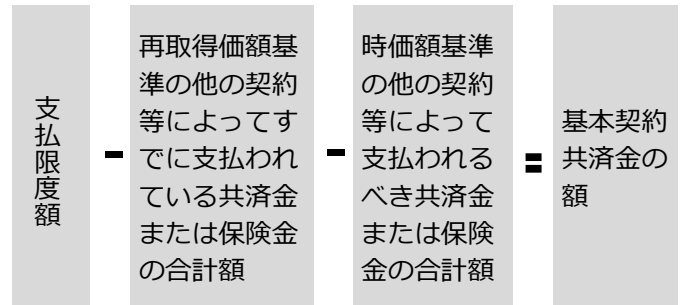 支払限度額
-
再取得価額基
準の他の契約
等によってす
でに支払われ
ている共済金
または保険金
の合計額
-
時価額基準
の他の契約
等によって
支払われる
べき共済金
または保険
金の合計額
=
基本契約
共済金の
額